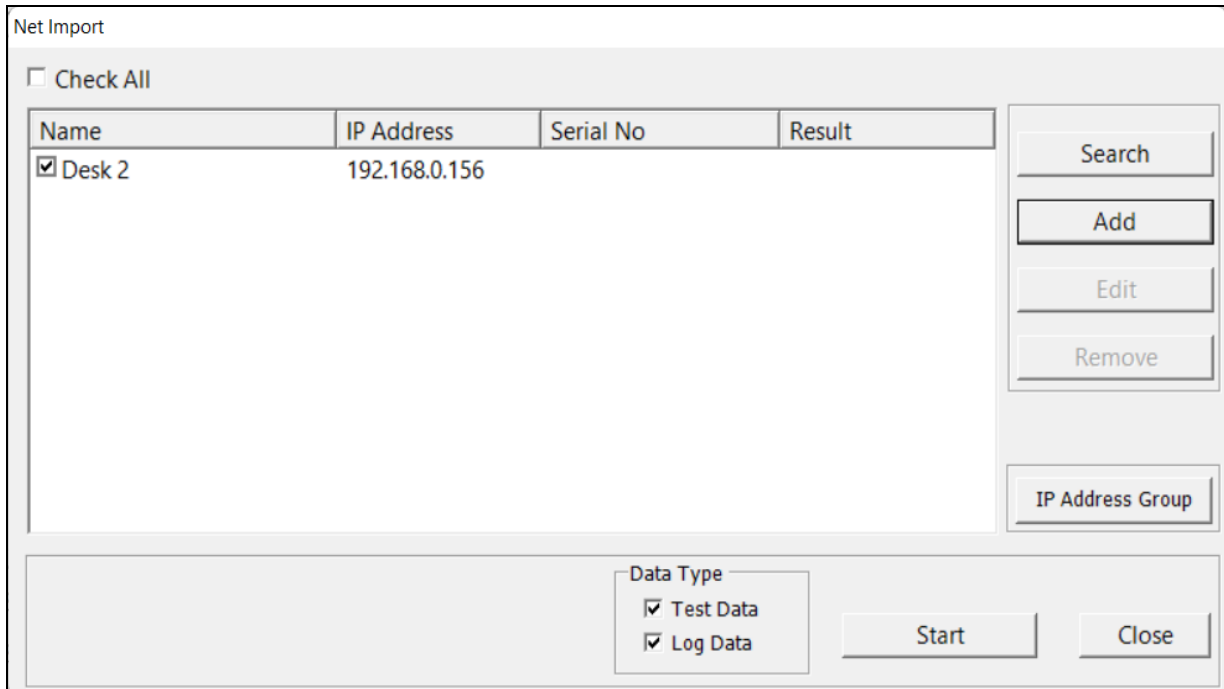 Net Import
Check All
Name IP Address Serial No Result
Desk 2 192.168.0.156
Search
Add
Edit
Remove
IP Address Group
Data Type
Test Data
Log Data
Start Close